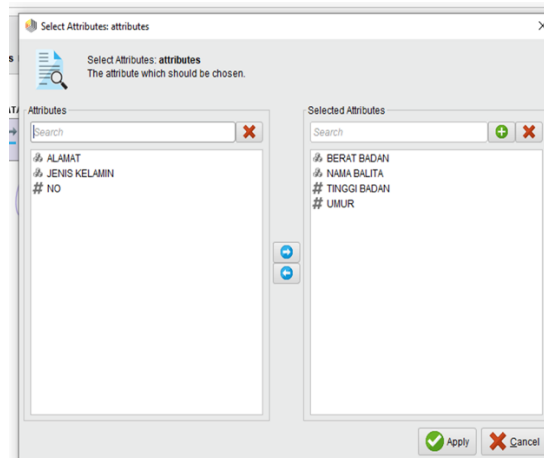 Select Attributes: attributes
Select Attributes: attributes
The attribute which should be chosen.
Attributes
Selected Attributes
Search
Search
ALAMAT
JENIS KELAMIN
NO
BERAT BADAN
NAMA BALITA
TINGGI BADAN
UMUR
Apply
Cancel